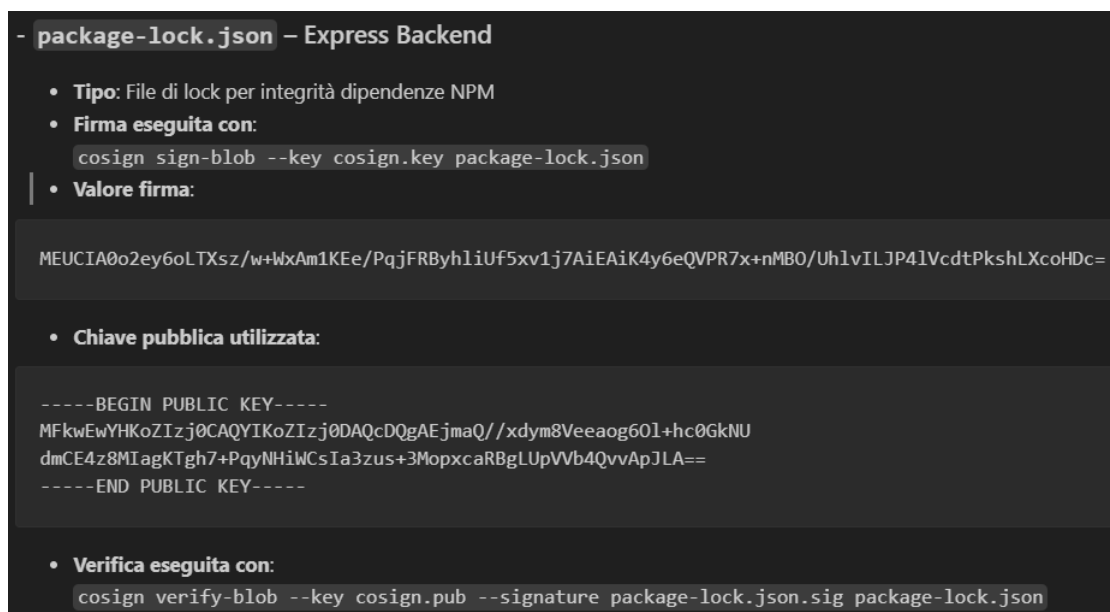 - package-lock.json – Express Backend
• Tipo: File di lock per integrità dipendenze NPM
• Firma eseguita con:
cosign sign-blob --key cosign.key package-lock.json
• Valore firma:
MEUCIA0o2ey6oLTXsz/w+WxAm1KEe/PqjFRByhliUf5xv1j7AiEAiK4y6eQVPR7x+nMBO/UhlvILJP4lVcdtPkshLXcoHDc=
• Chiave pubblica utilizzata:
-----BEGIN PUBLIC KEY-----
MFkwEwYHKoZIzj0CAQYIKoZIzj0DAQcDQgAEjmaQ//xdym8Veeaog6Ol+hc0GkNU
dmCE4z8MIagKTgh7+PqyNHiWCsIa3zus+3MopxcaRBgLUpVVb4QvvApJLA==
-----END PUBLIC KEY-----
• Verifica eseguita con:
cosign verify-blob --key cosign.pub --signature package-lock.json.sig package-lock.json